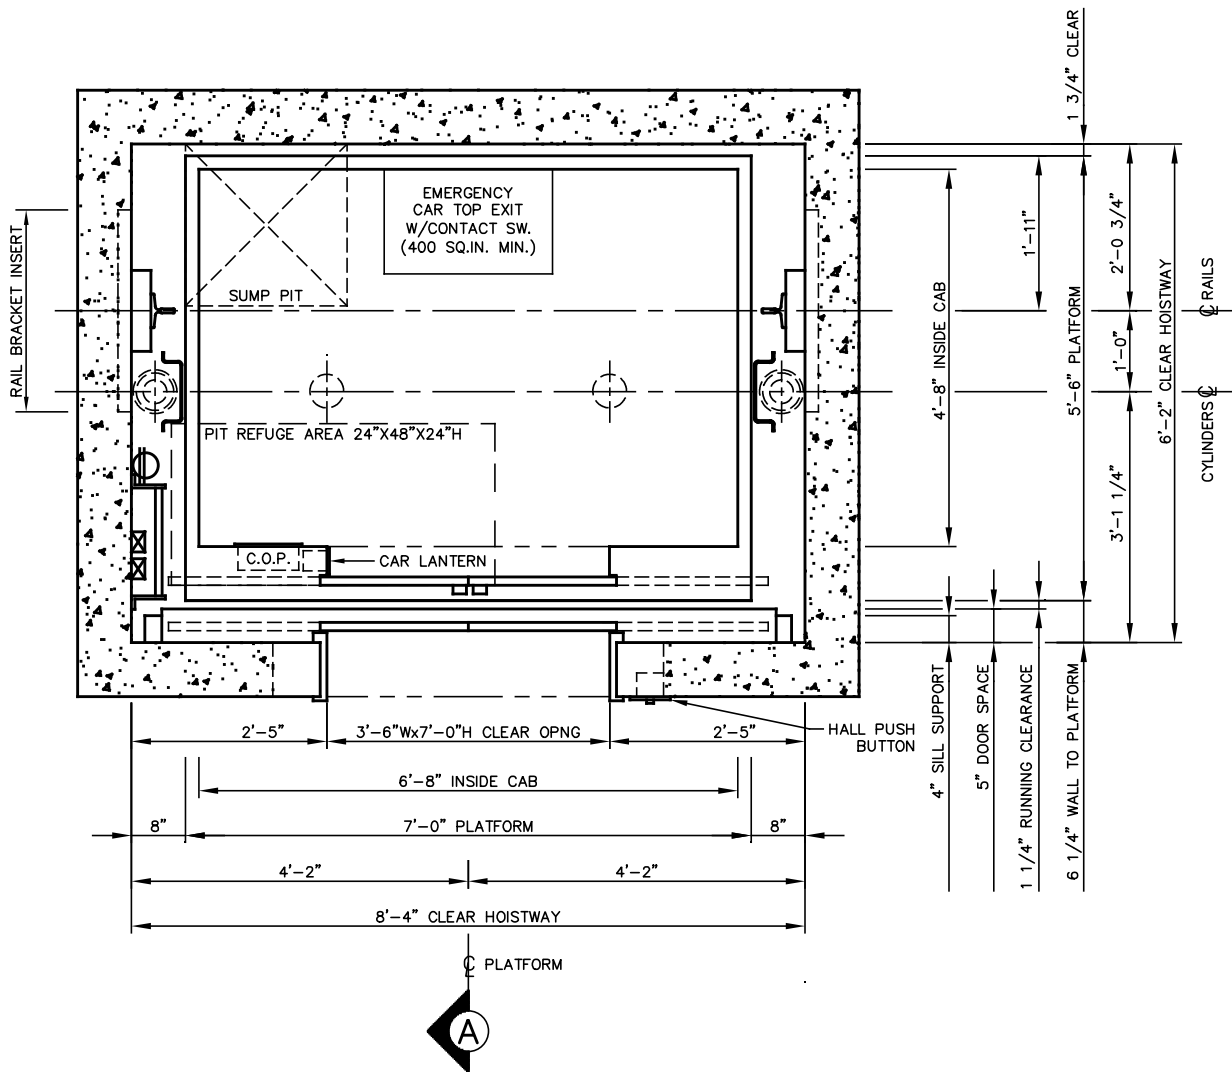 1 3/4" CLEAR
EMERGENCY
CAR TOP EXIT
W/CONTACT SW.
(400 SQ.IN. MIN.)
SUMP PIT
RAIL BRACKET INSERT
PIT REFUGE AREA 24"X48"X24"H
C.O.P.
CAR LANTERN
4'-8" INSIDE CAB
1'-11"
5'-6" PLATFORM
2'-0 3/4"
1'-0"
3'-1 1/4"
6'-2" CLEAR HOISTWAY
℄ RAILS
CYLINDERS ℄
2'-5"
3'-6"Wx7'-0"H CLEAR OPNG
2'-5"
HALL PUSH
BUTTON
4" SILL SUPPORT
5" DOOR SPACE
1 1/4" RUNNING CLEARANCE
6 1/4" WALL TO PLATFORM
6'-8" INSIDE CAB
8"
7'-0" PLATFORM
8"
4'-2"
4'-2"
8'-4" CLEAR HOISTWAY
℄ PLATFORM
A